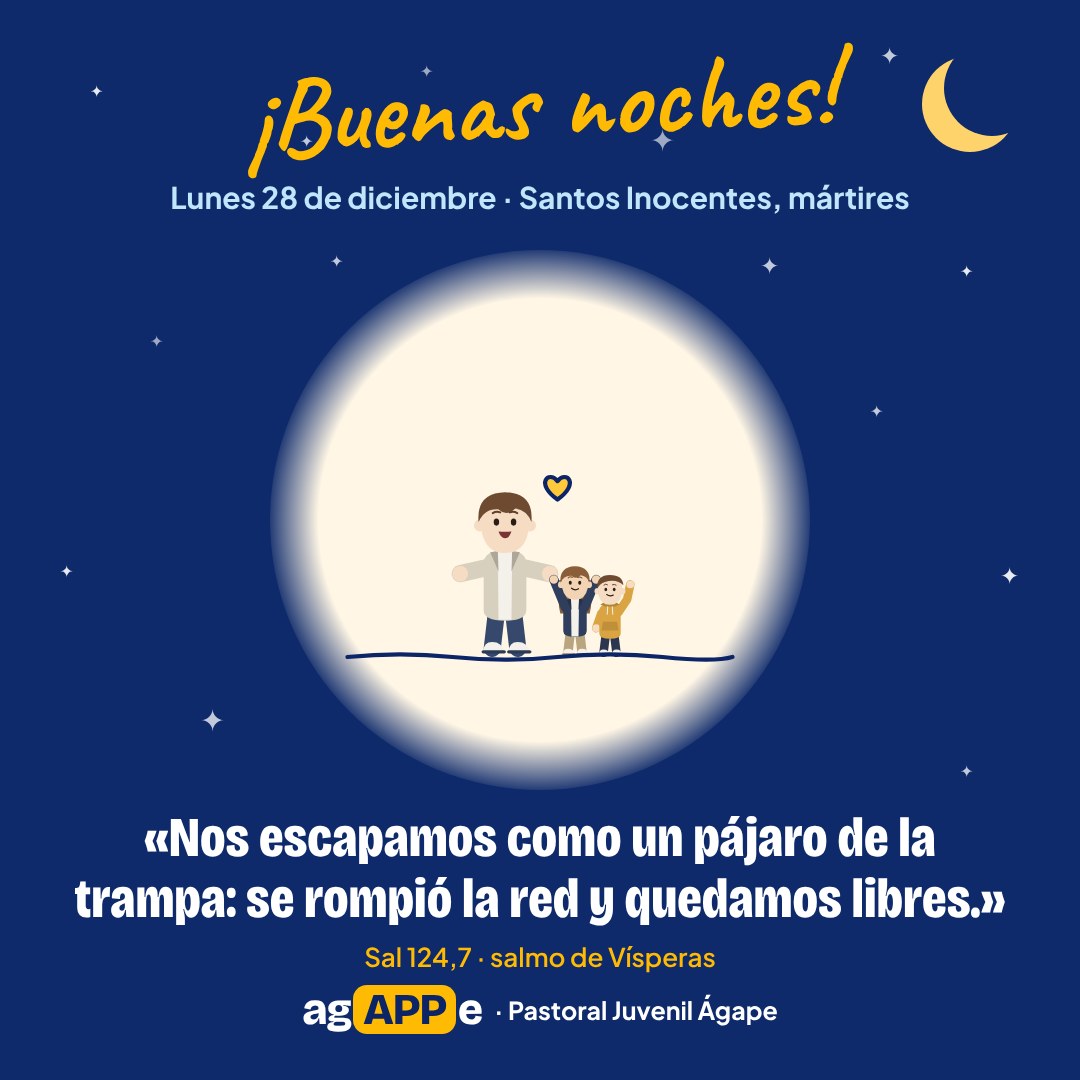 ¡Buenas noches!
Lunes 28 de diciembre · Santos Inocentes, mártires
«Nos escapamos como un pájaro de la
trampa: se rompió la red y quedamos libres.»
Sal 124,7 · salmo de Vísperas
agAPPe · Pastoral Juvenil Ágape